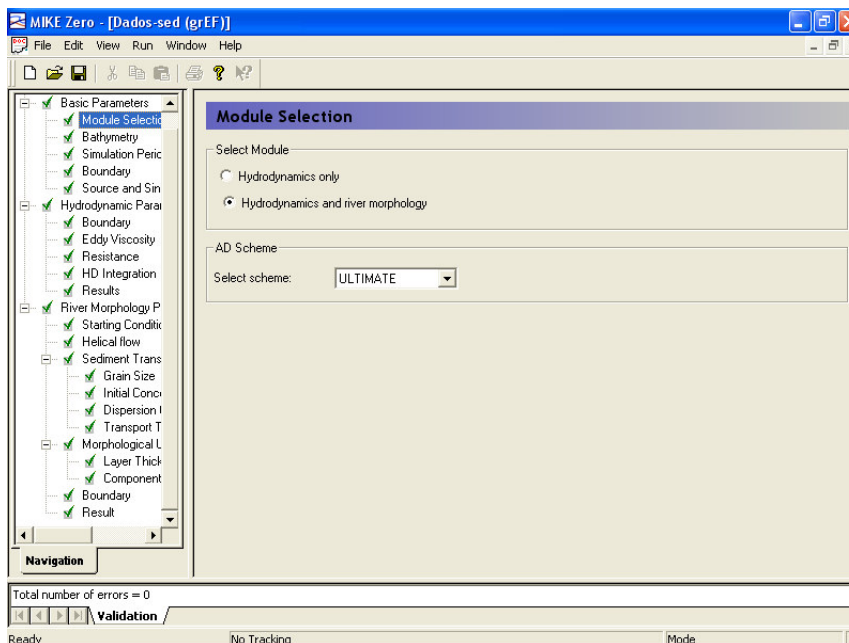 MIKE Zero - [Dados-sed (grEF)]
File Edit View Run Window Help
Basic Parameters
Module Selectic
Bathymetry
Simulation Peric
Boundary
Source and Sin
Hydrodynamic Parai
Boundary
Eddy Viscosity
Resistance
HD Integration
Results
River Morphology P
Starting Conditic
Helical flow
Sediment Trans
Grain Size
Initial Conc
Dispersion
Transport T
Morphological U
Layer Thick
Component
Boundary
Result
Navigation
Module Selection
Select Module
Hydrodynamics only
Hydrodynamics and river morphology
AD Scheme
Select scheme: ULTIMATE
Total number of errors = 0
Validation
Ready No Tracking Mode